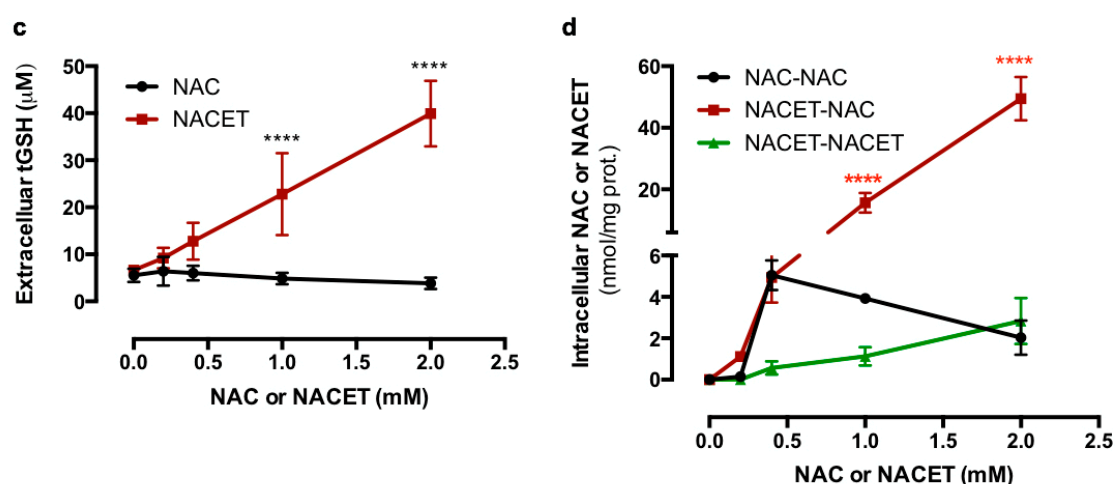 c
Extracelluar tGSH (μM)
50
40
30
20
10
0
NAC
NACET
****
****
0.0 0.5 1.0 1.5 2.0 2.5
NAC or NACET (mM)
d
Intracellular NAC or NACET
(nmol/mg prot.)
60
40
20
6
4
2
0
NAC-NAC
NACET-NAC
NACET-NACET
****
****
0.0 0.5 1.0 1.5 2.0 2.5
NAC or NACET (mM)